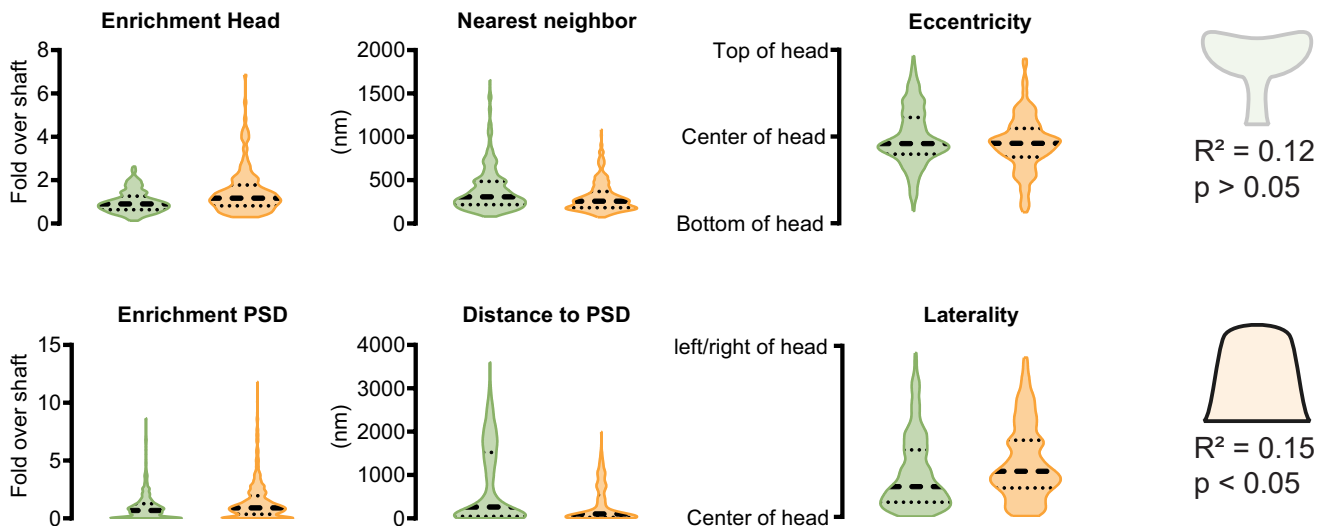 Enrichment Head
Fold over shaft
8
6
4
2
0
Nearest neighbor
(nm)
2000
1500
1000
500
0
Eccentricity
Top of head
Center of head
Bottom of head
R² = 0.12
p > 0.05
Enrichment PSD
Fold over shaft
15
10
5
0
Distance to PSD
(nm)
4000
3000
2000
1000
0
Laterality
left/right of head
Center of head
R² = 0.15
p < 0.05